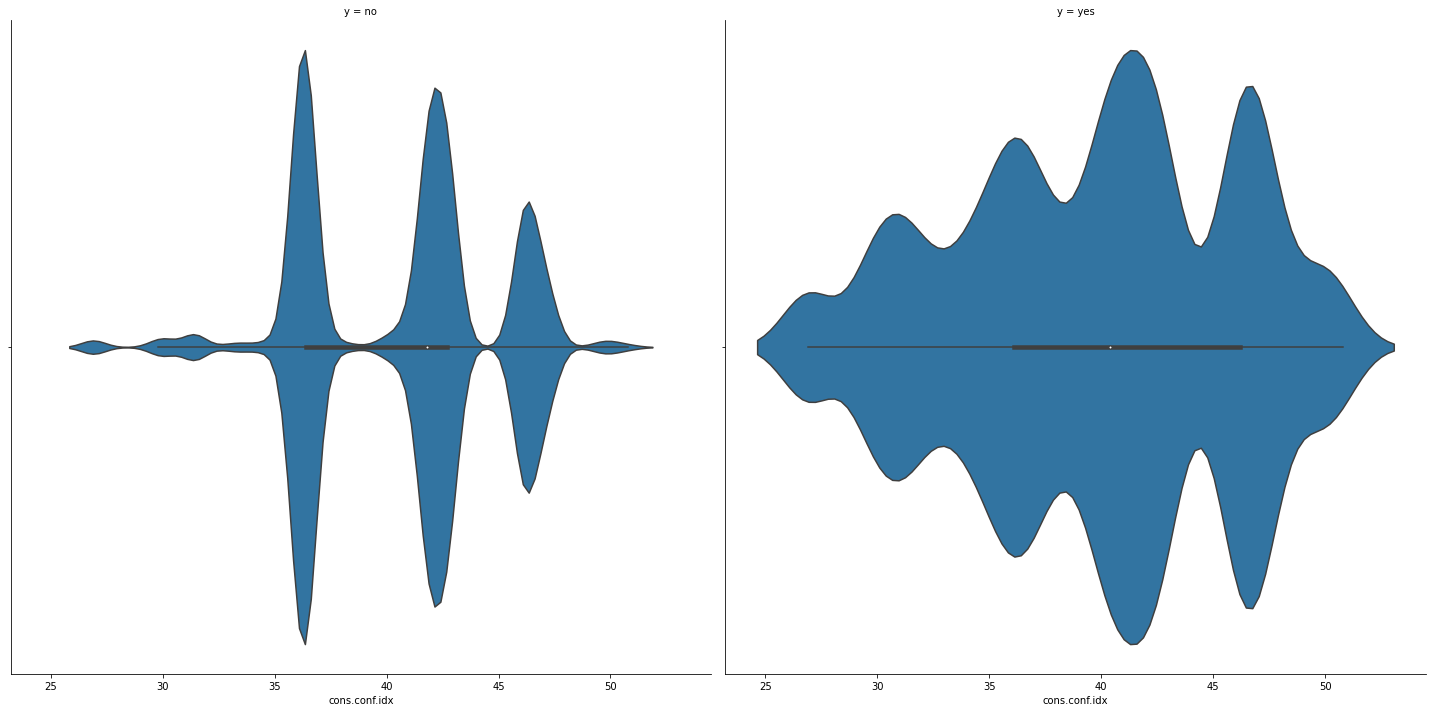 y = no
y = yes
25 30 35 40 45 50
25 30 35 40 45 50
cons.conf.idx
cons.conf.idx